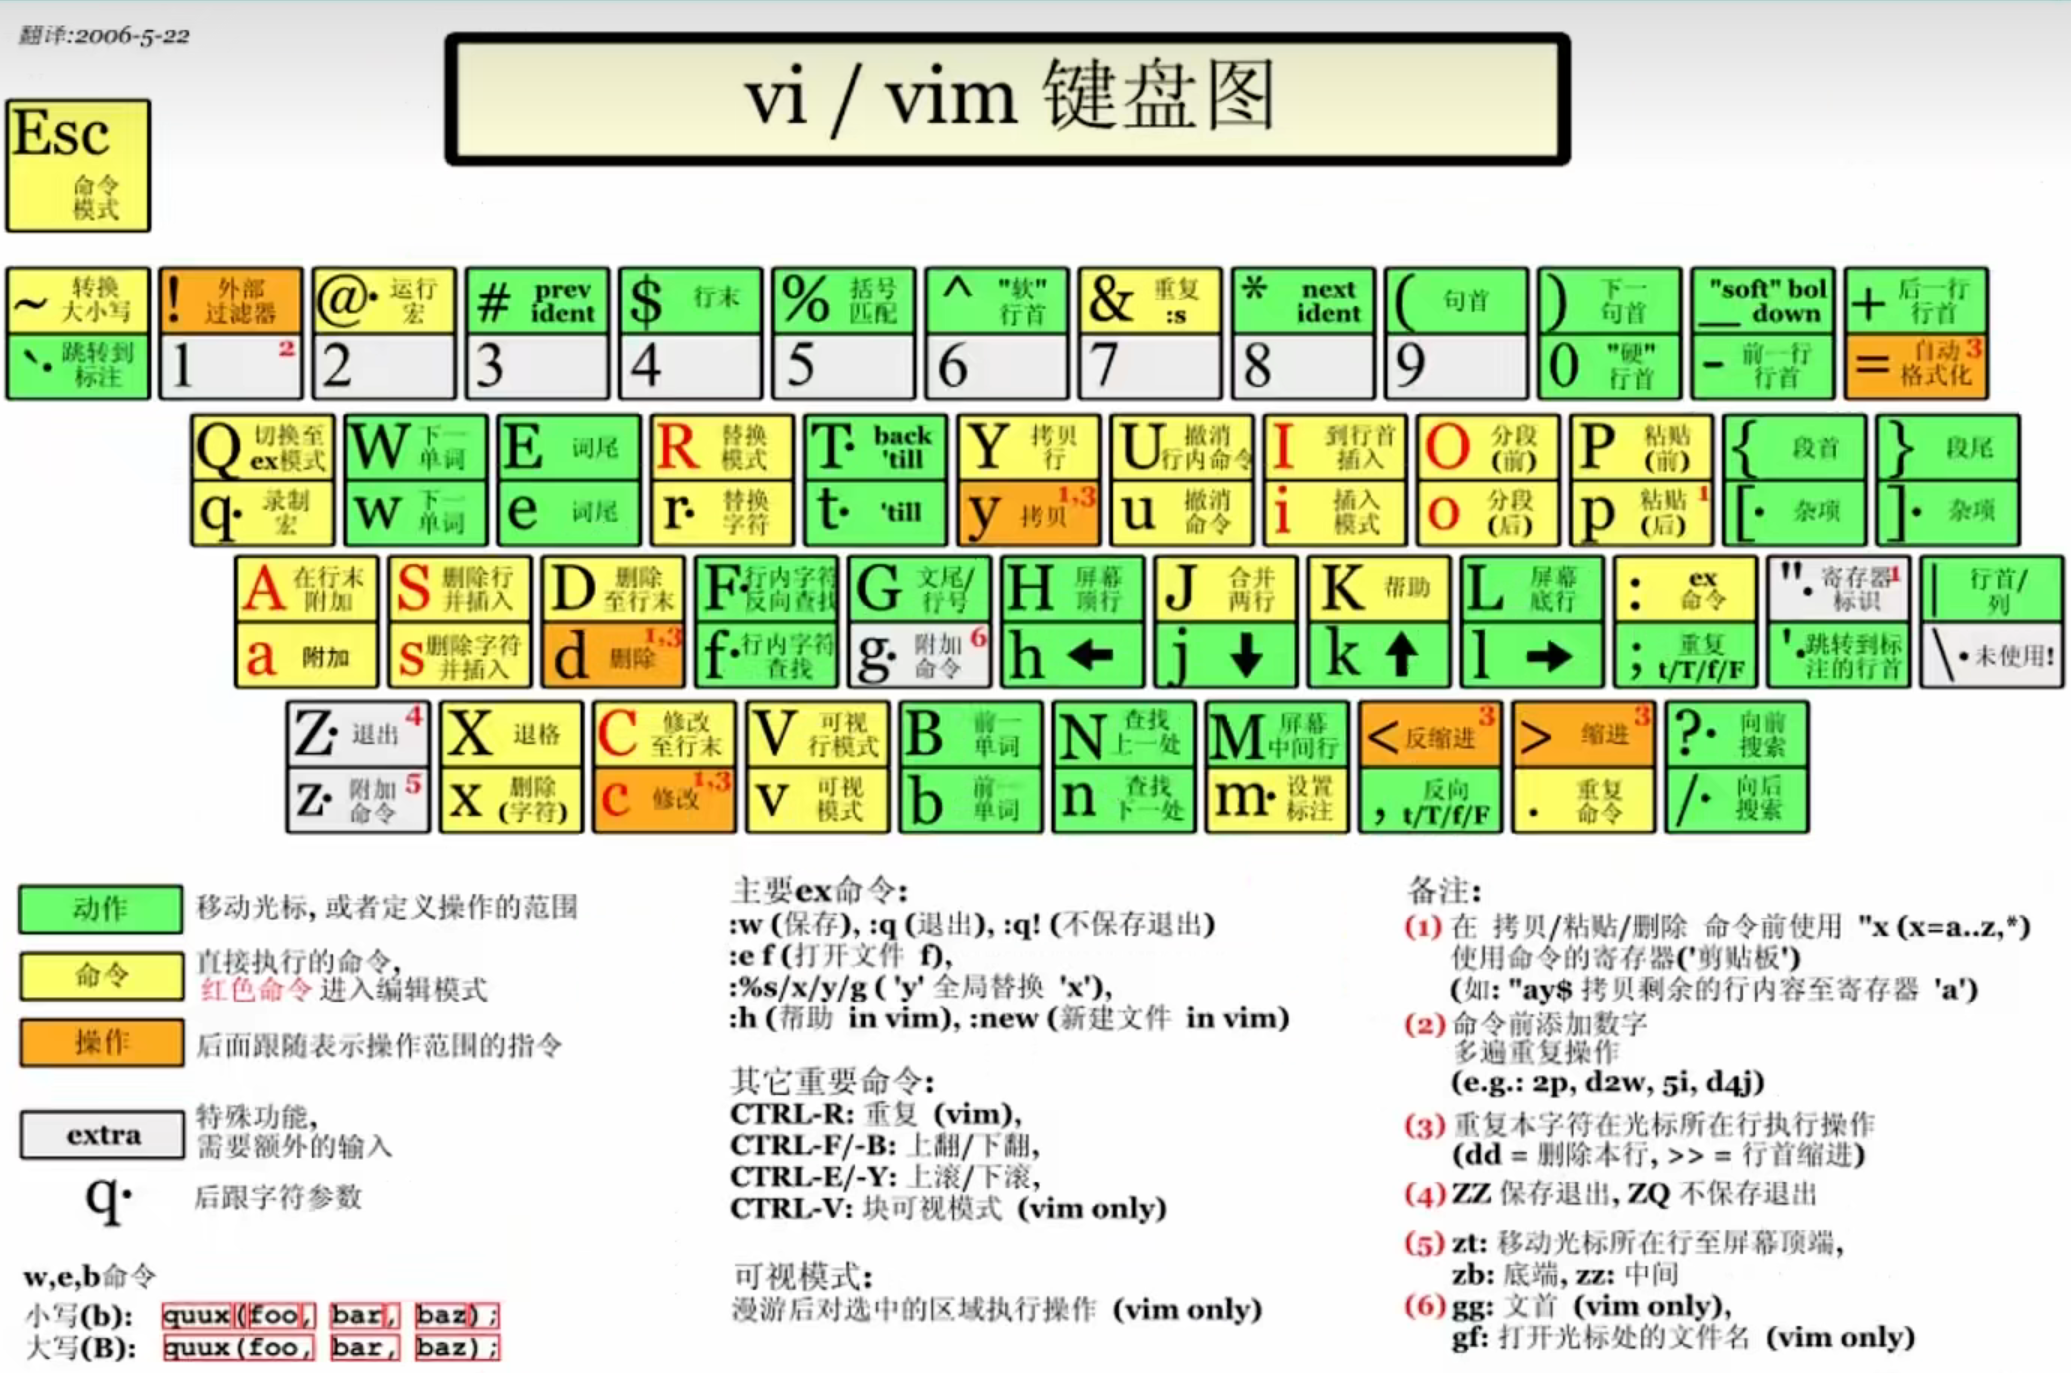 翻译:2006-5-22
vi / vim 键盘图
Esc
命令
模式
~ 转换
大小写
! 外部
过滤器
@· 运行
宏
# prev
ident
$ 行末
% 括号
匹配
^ "软"
行首
& 重复
:s
* next
ident
( 句首
) 下一
句首
"soft" bol
_ down
+ 后一行
行首
`· 跳转到
标注
1 2
2
3
4
5
6
7
8
9
0 "硬"
行首
- 前一行
行首
= 自动 3
格式化
Q 切换至
ex模式
W 下一
单词
E 词尾
R 替换
模式
T· back
'till
Y 拷贝
行
U 撤消
行内命令
I 到行首
插入
O 分段
(前)
P 粘贴
(前)
{ 段首
} 段尾
q· 录制
宏
w 下一
单词
e 词尾
r· 替换
字符
t· 'till
y 拷贝 1,3
u 撤消
命令
i 插入
模式
o 分段
(后)
p 粘贴 1
(后)
[· 杂项
]· 杂项
A 在行末
附加
S 删除行
并插入
D 删除
至行末
F· 行内字符
反向查找
G 文尾/
行号
H 屏幕
顶行
J 合并
两行
K 帮助
L 屏幕
底行
: ex
命令
"· 寄存器 1
标识
| 行首/
列
a 附加
s 删除字符
并插入
d 删除 1,3
f· 行内字符
查找
g· 附加 6
命令
h ←
j ↓
k ↑
l →
; 重复
t/T/f/F
'· 跳转到标
注的行首
\· 未使用!
Z· 退出 4
X 退格
C 修改
至行末
V 可视
行模式
B 前一
单词
N 查找
上一处
M 屏幕
中间行
< 反缩进 3
> 缩进 3
?· 向前
搜索
z· 附加 5
命令
x 删除
(字符)
c 修改 1,3
v 可视
模式
b 前一
单词
n 查找
下一处
m· 设置
标注
, 反向
t/T/f/F
. 重复
命令
/· 向后
搜索
动作 移动光标, 或者定义操作的范围
命令 直接执行的命令,
红色命令 进入编辑模式
操作 后面跟随表示操作范围的指令
extra 特殊功能,
需要额外的输入
q· 后跟字符参数
w,e,b命令
小写(b): quux(foo, bar, baz);
大写(B): quux(foo, bar, baz);
主要ex命令:
:w (保存), :q (退出), :q! (不保存退出)
:e f (打开文件 f),
:%s/x/y/g ( 'y' 全局替换 'x'),
:h (帮助 in vim), :new (新建文件 in vim)
其它重要命令:
CTRL-R: 重复 (vim),
CTRL-F/-B: 上翻/下翻,
CTRL-E/-Y: 上滚/下滚,
CTRL-V: 块可视模式 (vim only)
可视模式:
漫游后对选中的区域执行操作 (vim only)
备注:
(1) 在 拷贝/粘贴/删除 命令前使用 "x (x=a..z,*)
使用命令的寄存器('剪贴板')
(如: "ay$ 拷贝剩余的行内容至寄存器 'a')
(2) 命令前添加数字
多遍重复操作
(e.g.: 2p, d2w, 5i, d4j)
(3) 重复本字符在光标所在行执行操作
(dd = 删除本行, >> = 行首缩进)
(4) ZZ 保存退出, ZQ 不保存退出
(5) zt: 移动光标所在行至屏幕顶端,
zb: 底端, zz: 中间
(6) gg: 文首 (vim only),
gf: 打开光标处的文件名 (vim only)